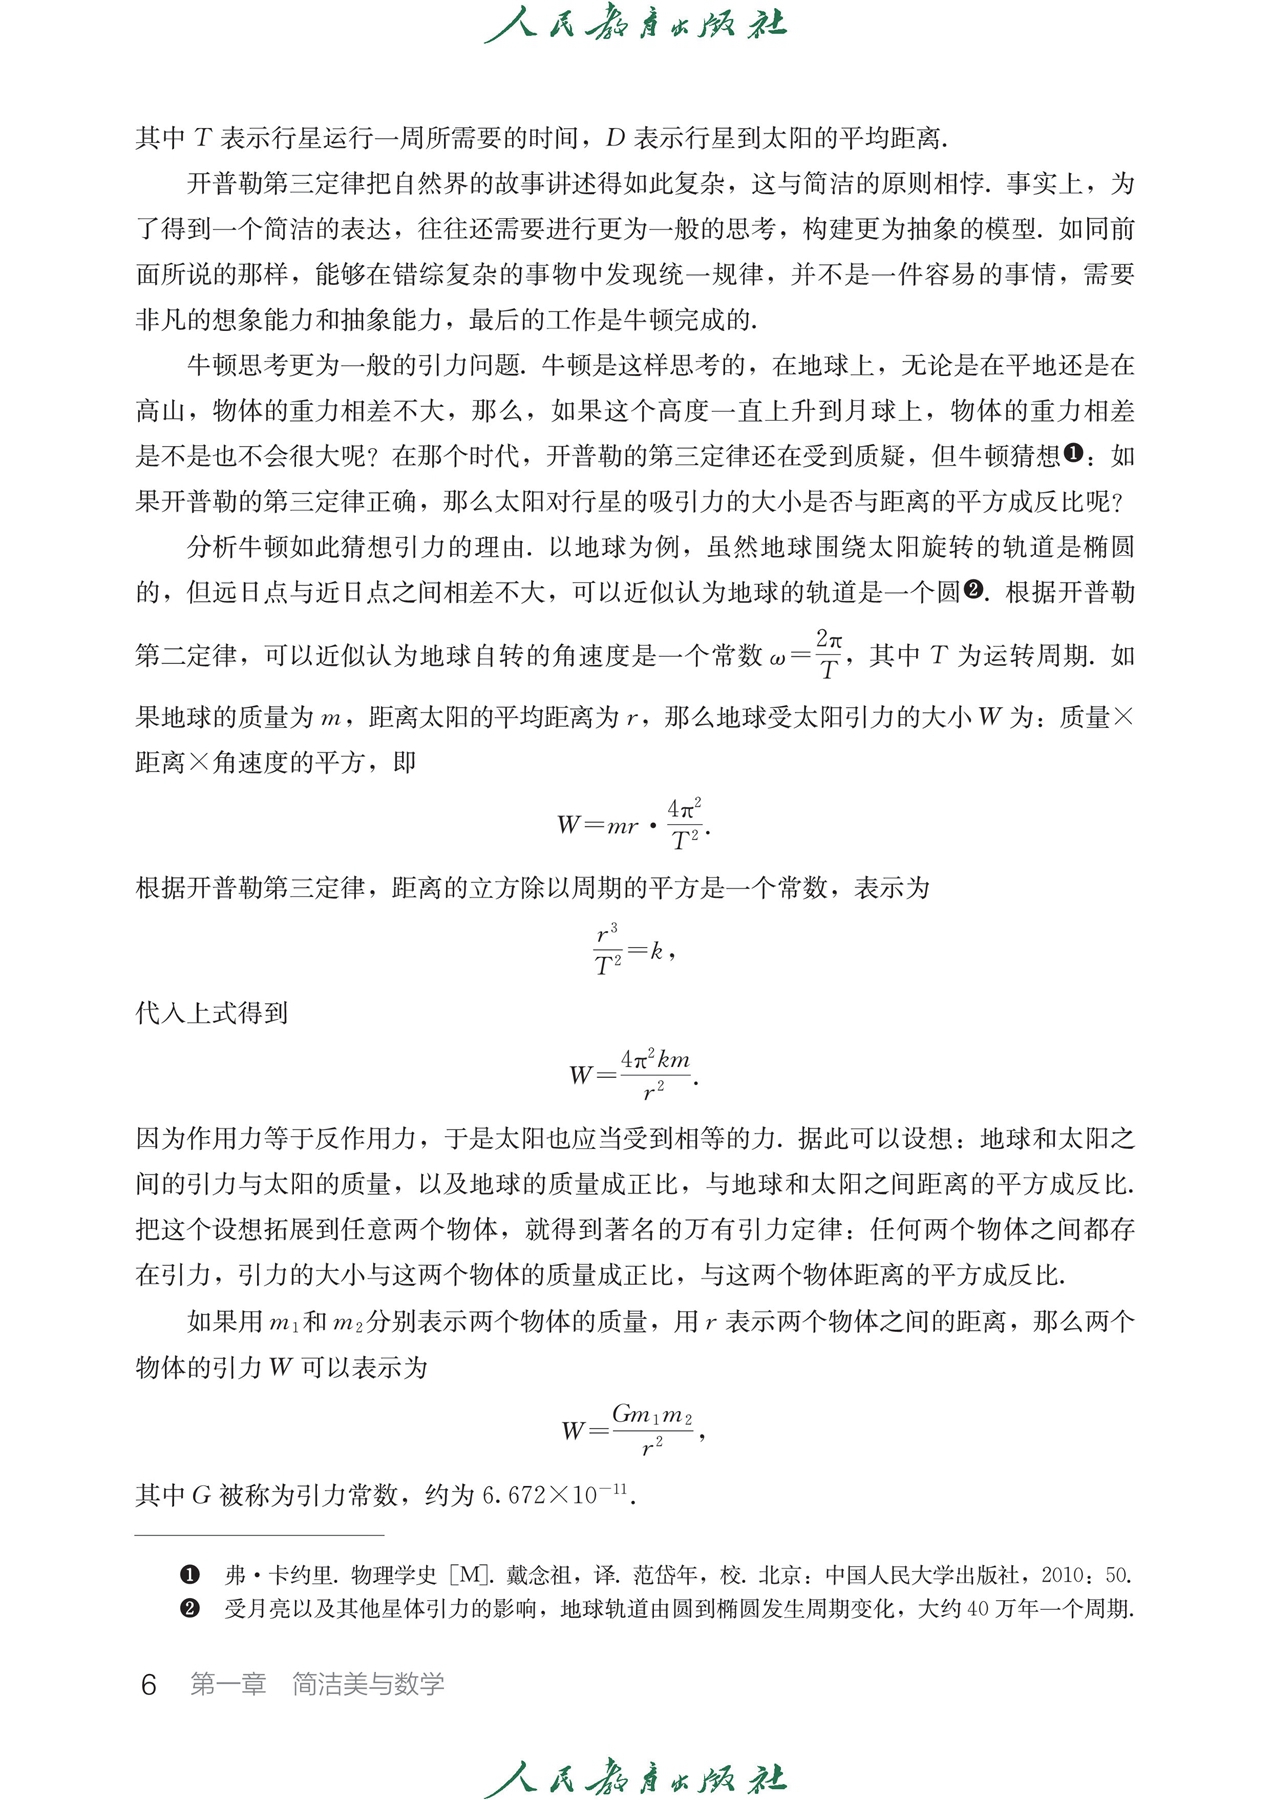 人民教育出版社
其中 T 表示行星运行一周所需要的时间，D 表示行星到太阳的平均距离.
开普勒第三定律把自然界的故事讲述得如此复杂，这与简洁的原则相悖. 事实上，为
了得到一个简洁的表达，往往还需要进行更为一般的思考，构建更为抽象的模型. 如同前
面所说的那样，能够在错综复杂的事物中发现统一规律，并不是一件容易的事情，需要
非凡的想象能力和抽象能力，最后的工作是牛顿完成的.
牛顿思考更为一般的引力问题. 牛顿是这样思考的，在地球上，无论是在平地还是在
高山，物体的重力相差不大，那么，如果这个高度一直上升到月球上，物体的重力相差
是不是也不会很大呢？在那个时代，开普勒的第三定律还在受到质疑，但牛顿猜想❶：如
果开普勒的第三定律正确，那么太阳对行星的吸引力的大小是否与距离的平方成反比呢？
分析牛顿如此猜想引力的理由. 以地球为例，虽然地球围绕太阳旋转的轨道是椭圆
的，但远日点与近日点之间相差不大，可以近似认为地球的轨道是一个圆❷. 根据开普勒
第二定律，可以近似认为地球自转的角速度是一个常数 ω=2π/T，其中 T 为运转周期. 如
果地球的质量为 m，距离太阳的平均距离为 r，那么地球受太阳引力的大小 W 为：质量×
距离×角速度的平方，即
W=mr·4π²/T².
根据开普勒第三定律，距离的立方除以周期的平方是一个常数，表示为
r³/T²=k，
代入上式得到
W=4π²km/r².
因为作用力等于反作用力，于是太阳也应当受到相等的力. 据此可以设想：地球和太阳之
间的引力与太阳的质量，以及地球的质量成正比，与地球和太阳之间距离的平方成反比.
把这个设想拓展到任意两个物体，就得到著名的万有引力定律：任何两个物体之间都存
在引力，引力的大小与这两个物体的质量成正比，与这两个物体距离的平方成反比.
如果用 m₁和 m₂分别表示两个物体的质量，用 r 表示两个物体之间的距离，那么两个
物体的引力 W 可以表示为
W=Gm₁m₂/r²，
其中 G 被称为引力常数，约为 6.672×10⁻¹¹.
❶ 弗·卡约里. 物理学史［M］. 戴念祖，译. 范岱年，校. 北京：中国人民大学出版社，2010：50.
❷ 受月亮以及其他星体引力的影响，地球轨道由圆到椭圆发生周期变化，大约 40 万年一个周期.
6 第一章 简洁美与数学
人民教育出版社